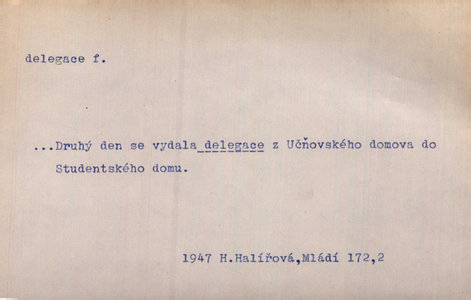 delegace f.
...Druhý den se vydala delegace z Učňovského domova do
Studentského domu.
1947 H.Halířová,Mládí 172,2